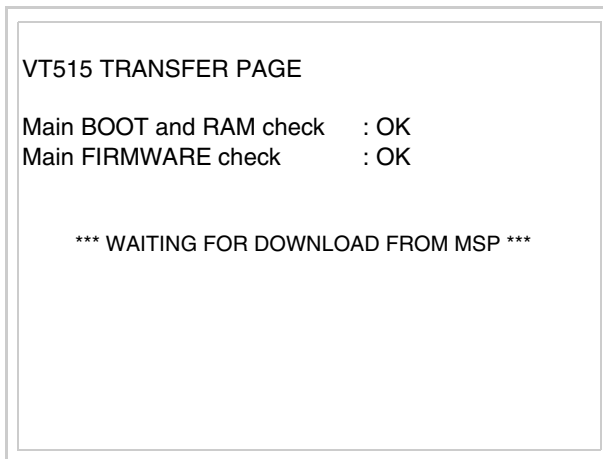 VT515 TRANSFER PAGE
Main BOOT and RAM check : OK
Main FIRMWARE check : OK
*** WAITING FOR DOWNLOAD FROM MSP ***